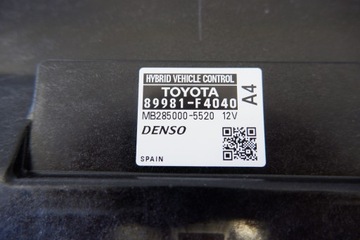 HYBRID VEHICLE CONTROL
TOYOTA
89981-F4040
A4
MB285000-5520 12V
DENSO
SPAIN